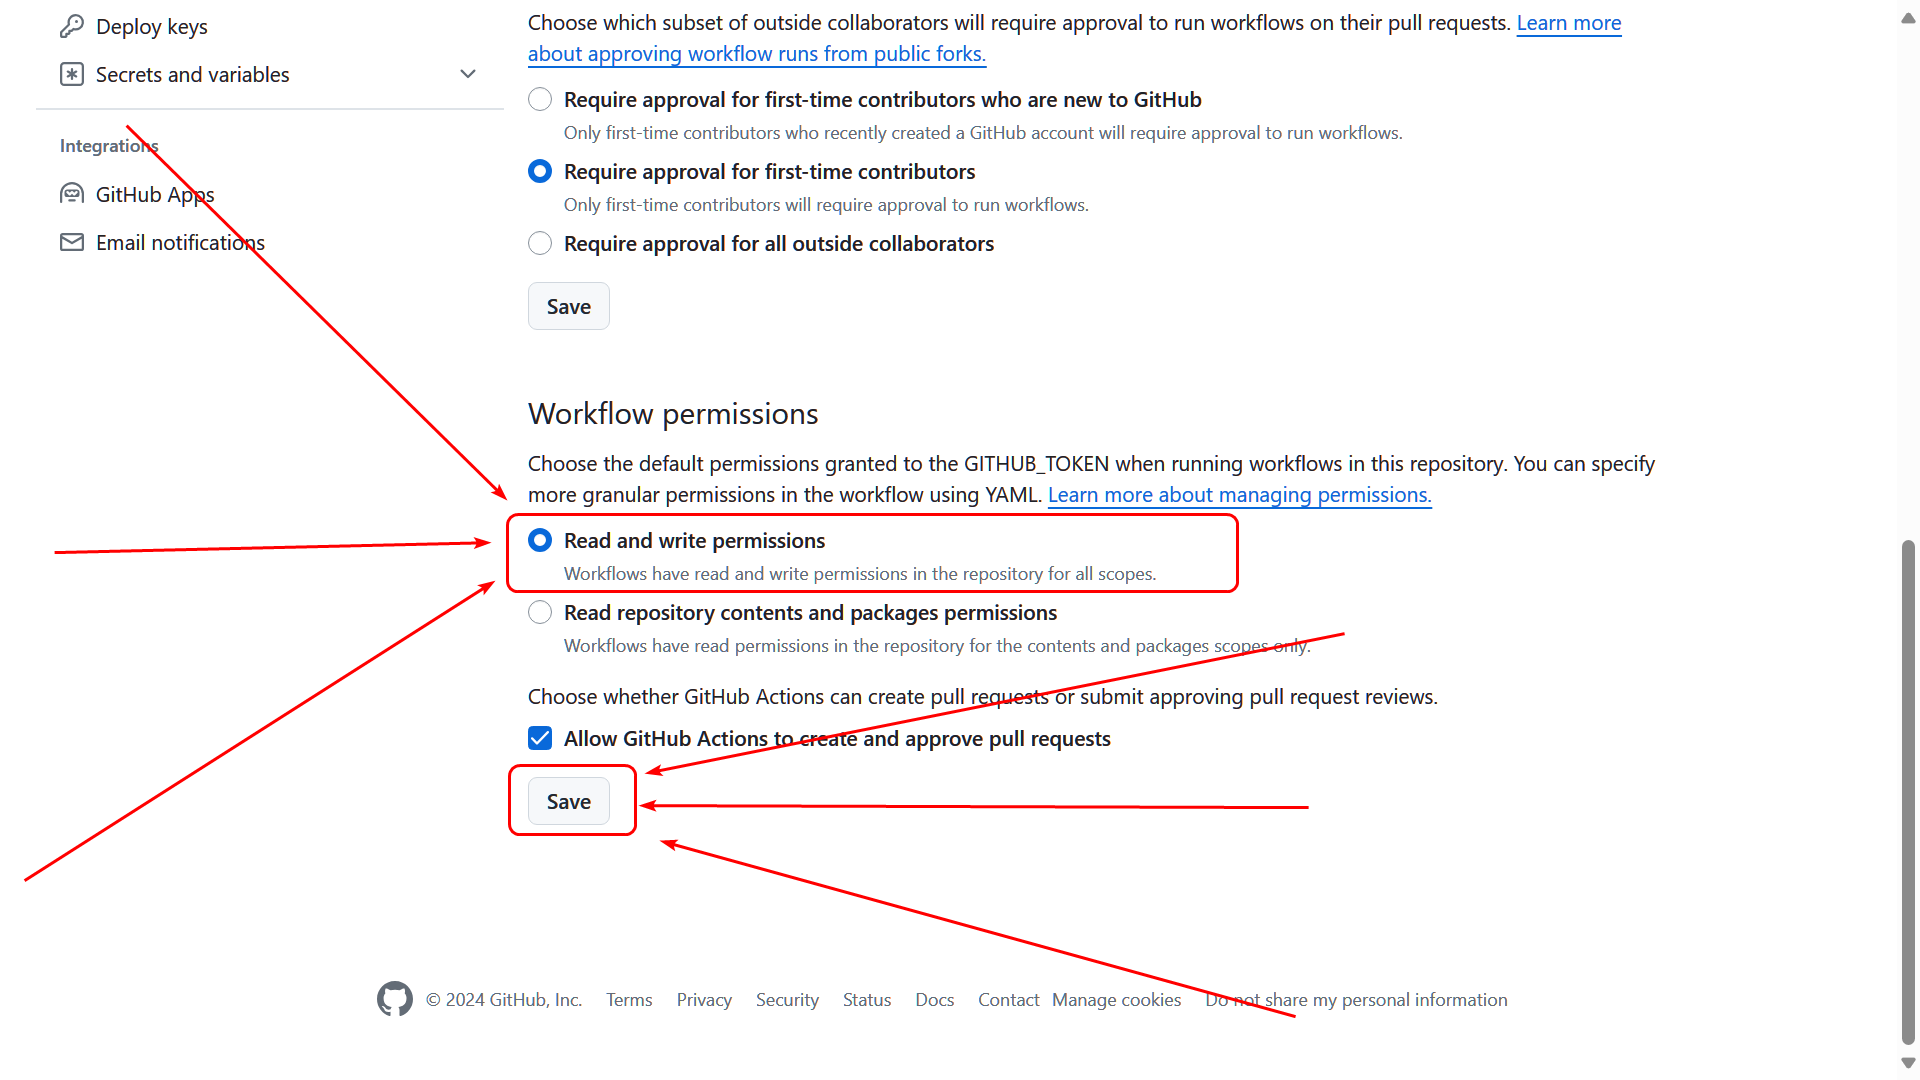 Deploy keys
Secrets and variables
Integrations
GitHub Apps
Email notifications
Choose which subset of outside collaborators will require approval to run workflows on their pull requests. Learn more
about approving workflow runs from public forks.
Require approval for first-time contributors who are new to GitHub
Only first-time contributors who recently created a GitHub account will require approval to run workflows.
Require approval for first-time contributors
Only first-time contributors will require approval to run workflows.
Require approval for all outside collaborators
Save
Workflow permissions
Choose the default permissions granted to the GITHUB_TOKEN when running workflows in this repository. You can specify
more granular permissions in the workflow using YAML. Learn more about managing permissions.
Read and write permissions
Workflows have read and write permissions in the repository for all scopes.
Read repository contents and packages permissions
Workflows have read permissions in the repository for the contents and packages scopes only.
Choose whether GitHub Actions can create pull requests or submit approving pull request reviews.
Allow GitHub Actions to create and approve pull requests
Save
© 2024 GitHub, Inc. Terms Privacy Security Status Docs Contact Manage cookies Do not share my personal information